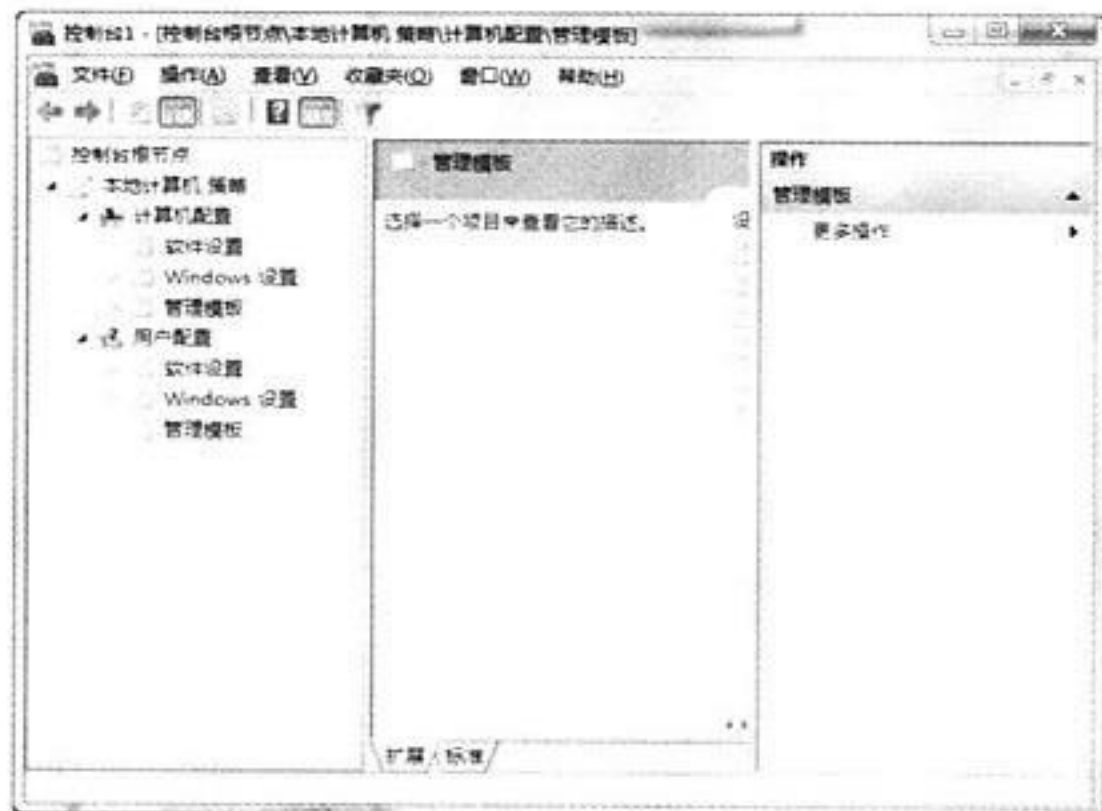 控制台1 - [控制台根节点\本地计算机 策略\计算机配置\管理模板]
文件(F) 操作(A) 查看(V) 收藏夹(O) 窗口(W) 帮助(H)
控制台根节点
本地计算机 策略
计算机配置
软件设置
Windows 设置
管理模板
用户配置
软件设置
Windows 设置
管理模板
管理模板
选择一个项目来查看它的描述。
设
扩展 标准
操作
管理模板
更多操作